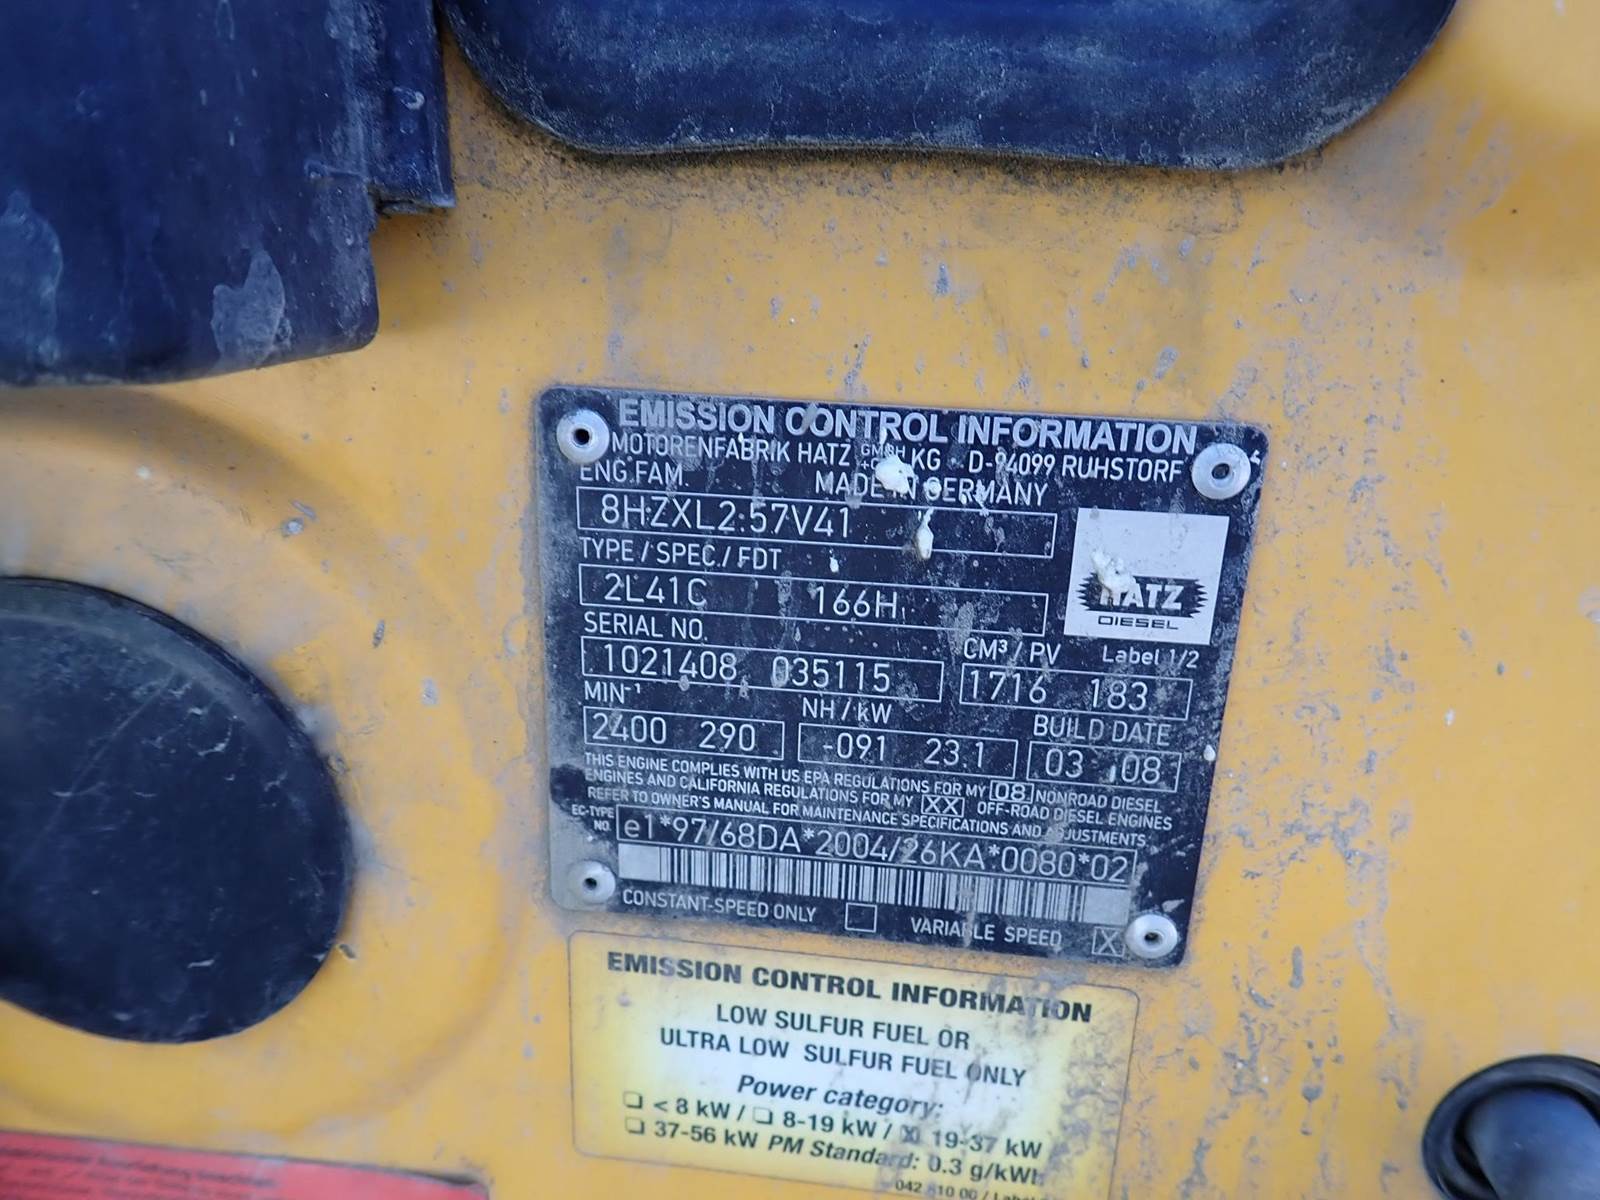 EMISSION CONTROL INFORMATION
MOTORENFABRIK HATZ GMBH KG D-94099 RUHSTORF
ENG.FAM. MADE IN GERMANY
8HZXL2.57V41
TYPE / SPEC. / FDT
2L41C 166H
HATZ
DIESEL
SERIAL NO. CM³ / PV Label 1/2
1021408 035115 1716 183
MIN⁻¹ NH / kW BUILD DATE
2400 290 -091 23.1 03 08
THIS ENGINE COMPLIES WITH US EPA REGULATIONS FOR MY 08 NONROAD DIESEL
ENGINES AND CALIFORNIA REGULATIONS FOR MY XX OFF-ROAD DIESEL ENGINES
REFER TO OWNER'S MANUAL FOR MAINTENANCE SPECIFICATIONS AND ADJUSTMENTS
EC-TYPE NO. e1*97/68DA*2004/26KA*0080*02
CONSTANT-SPEED ONLY VARIABLE SPEED X
EMISSION CONTROL INFORMATION
LOW SULFUR FUEL OR
ULTRA LOW SULFUR FUEL ONLY
Power category:
☐ < 8 kW / ☐ 8-19 kW / ☒ 19-37 kW
☐ 37-56 kW PM Standard: 0.3 g/kWh